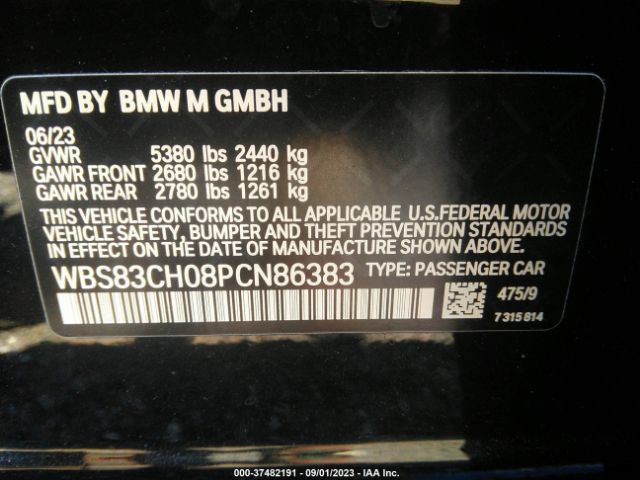 MFD BY BMW M GMBH
06/23
GVWR 5380 lbs 2440 kg
GAWR FRONT 2680 lbs 1216 kg
GAWR REAR 2780 lbs 1261 kg
THIS VEHICLE CONFORMS TO ALL APPLICABLE U.S.FEDERAL MOTOR
VEHICLE SAFETY, BUMPER AND THEFT PREVENTION STANDARDS
IN EFFECT ON THE DATE OF MANUFACTURE SHOWN ABOVE.
WBS83CH08PCN86383 TYPE: PASSENGER CAR
475/9
7315814
000-37482191 - 09/01/2023 - IAA Inc.